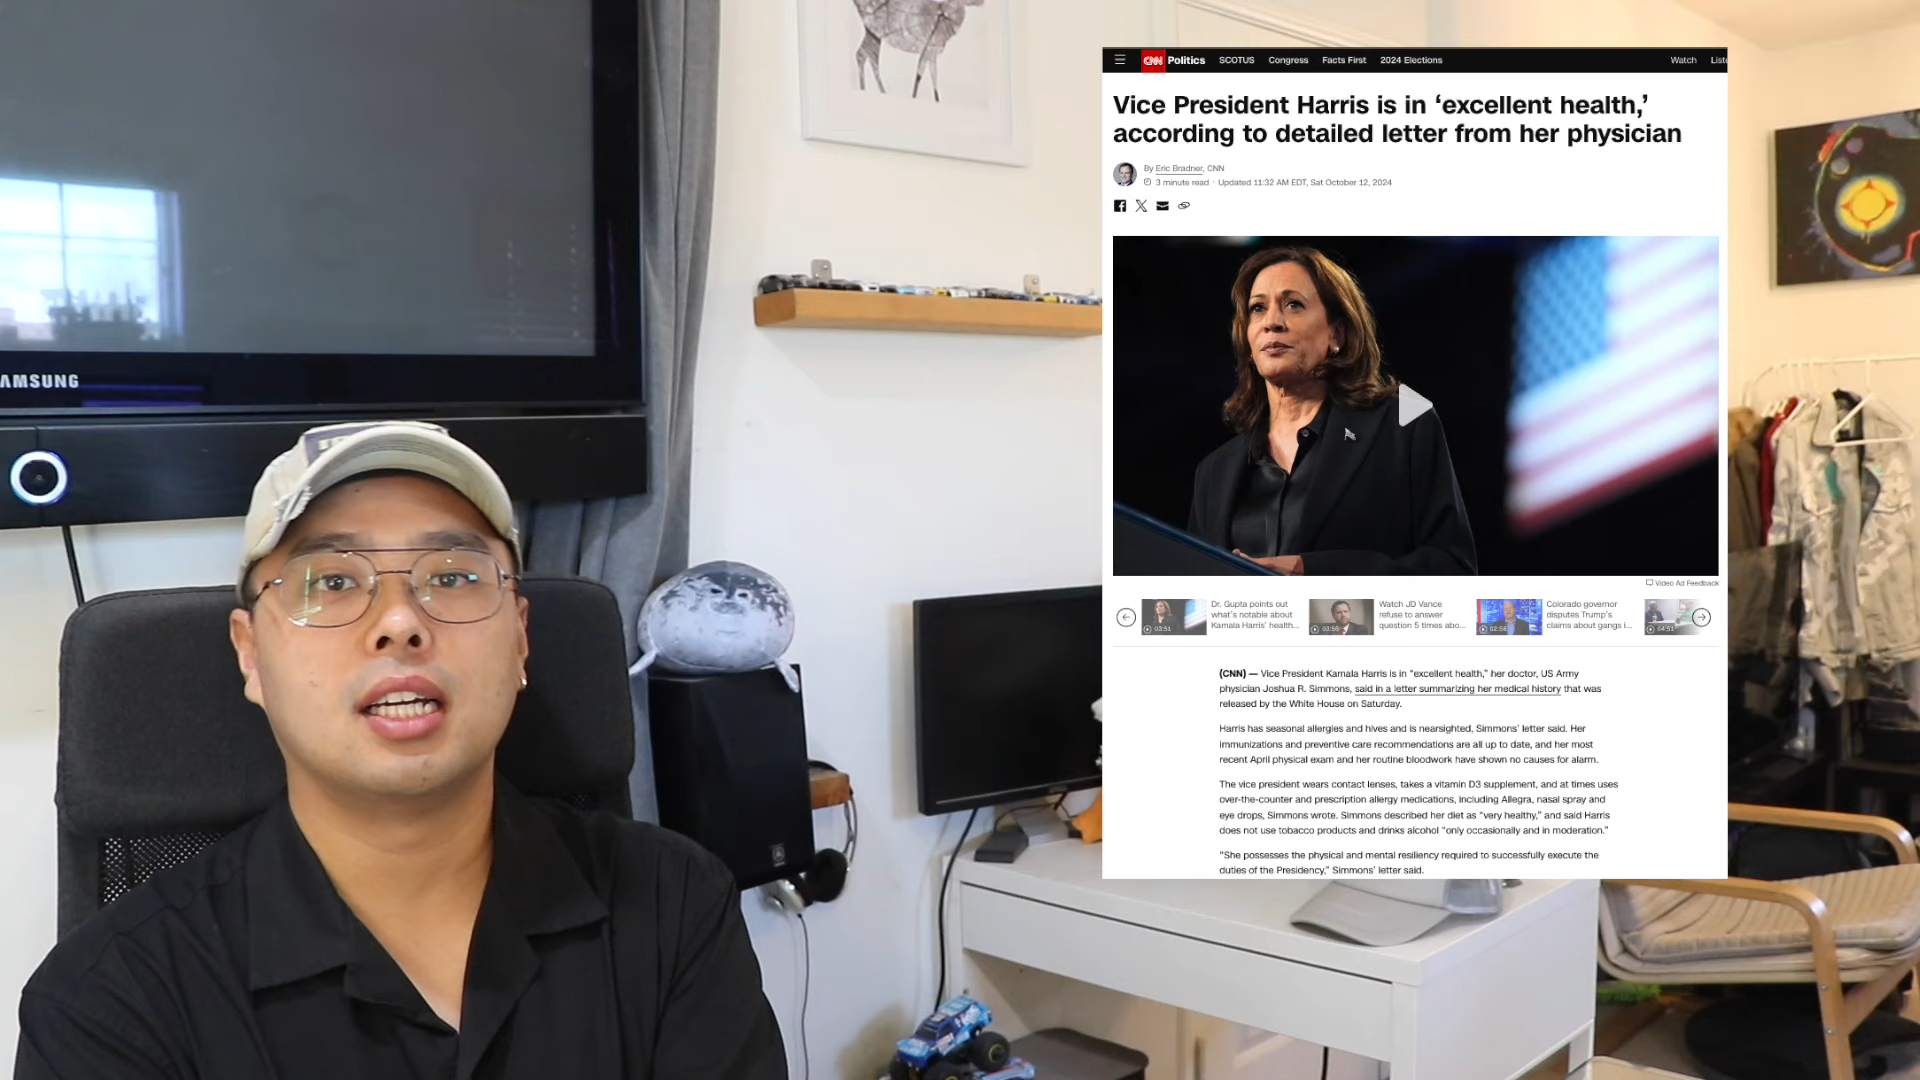 AMSUNG
CNN Politics SCOTUS Congress Facts First 2024 Elections Watch Liste
Vice President Harris is in ‘excellent health,’
according to detailed letter from her physician
By Eric Bradner, CNN
3 minute read · Updated 11:32 AM EDT, Sat October 12, 2024
Video Ad Feedback
03:51
Dr. Gupta points out
what's notable about
Kamala Harris' health...
03:56
Watch JD Vance
refuse to answer
question 5 times abo...
02:56
Colorado governor
disputes Trump's
claims about gangs i...
04:51
(CNN) — Vice President Kamala Harris is in “excellent health,” her doctor, US Army
physician Joshua R. Simmons, said in a letter summarizing her medical history that was
released by the White House on Saturday.
Harris has seasonal allergies and hives and is nearsighted, Simmons’ letter said. Her
immunizations and preventive care recommendations are all up to date, and her most
recent April physical exam and her routine bloodwork have shown no causes for alarm.
The vice president wears contact lenses, takes a vitamin D3 supplement, and at times uses
over-the-counter and prescription allergy medications, including Allegra, nasal spray and
eye drops, Simmons wrote. Simmons described her diet as “very healthy,” and said Harris
does not use tobacco products and drinks alcohol “only occasionally and in moderation.”
“She possesses the physical and mental resiliency required to successfully execute the
duties of the Presidency,” Simmons’ letter said.